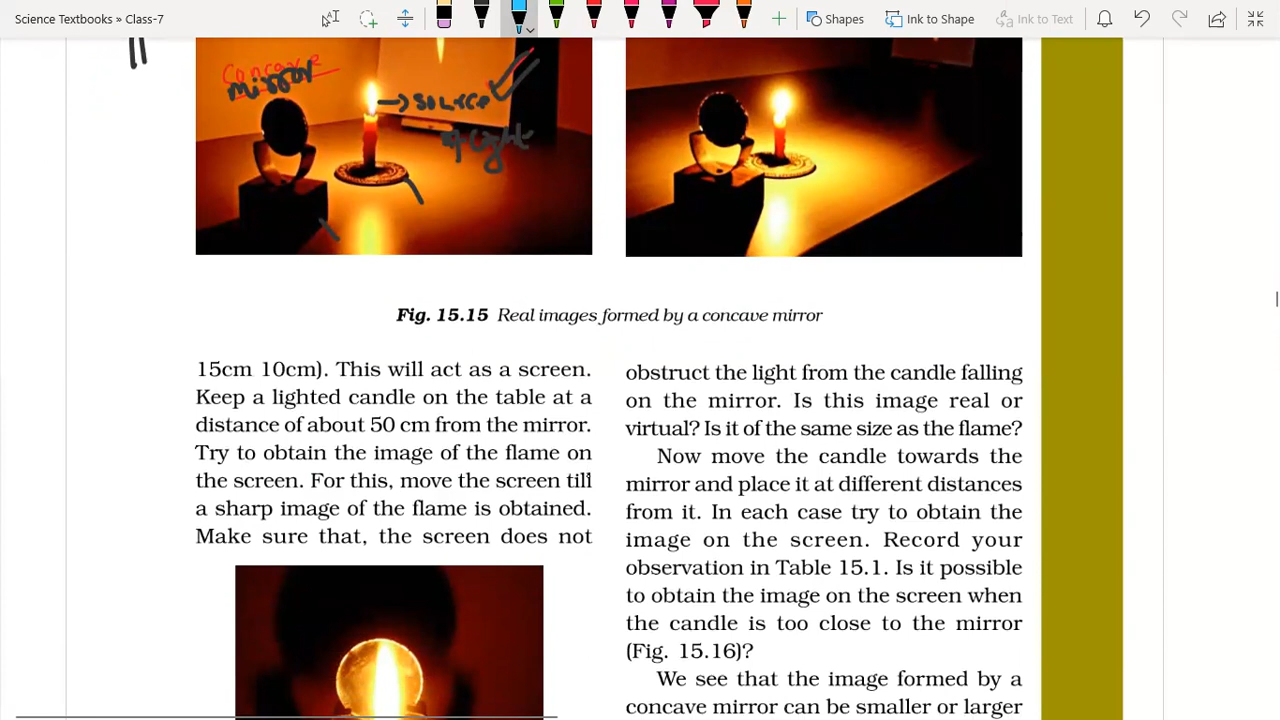 Science Textbooks » Class-7
Shapes
Ink to Shape
Ink to Text
Concave
mirror
source
of light
Fig. 15.15 Real images formed by a concave mirror
15cm 10cm). This will act as a screen.
Keep a lighted candle on the table at a
distance of about 50 cm from the mirror.
Try to obtain the image of the flame on
the screen. For this, move the screen till
a sharp image of the flame is obtained.
Make sure that, the screen does not
obstruct the light from the candle falling
on the mirror. Is this image real or
virtual? Is it of the same size as the flame?
Now move the candle towards the
mirror and place it at different distances
from it. In each case try to obtain the
image on the screen. Record your
observation in Table 15.1. Is it possible
to obtain the image on the screen when
the candle is too close to the mirror
(Fig. 15.16)?
We see that the image formed by a
concave mirror can be smaller or larger